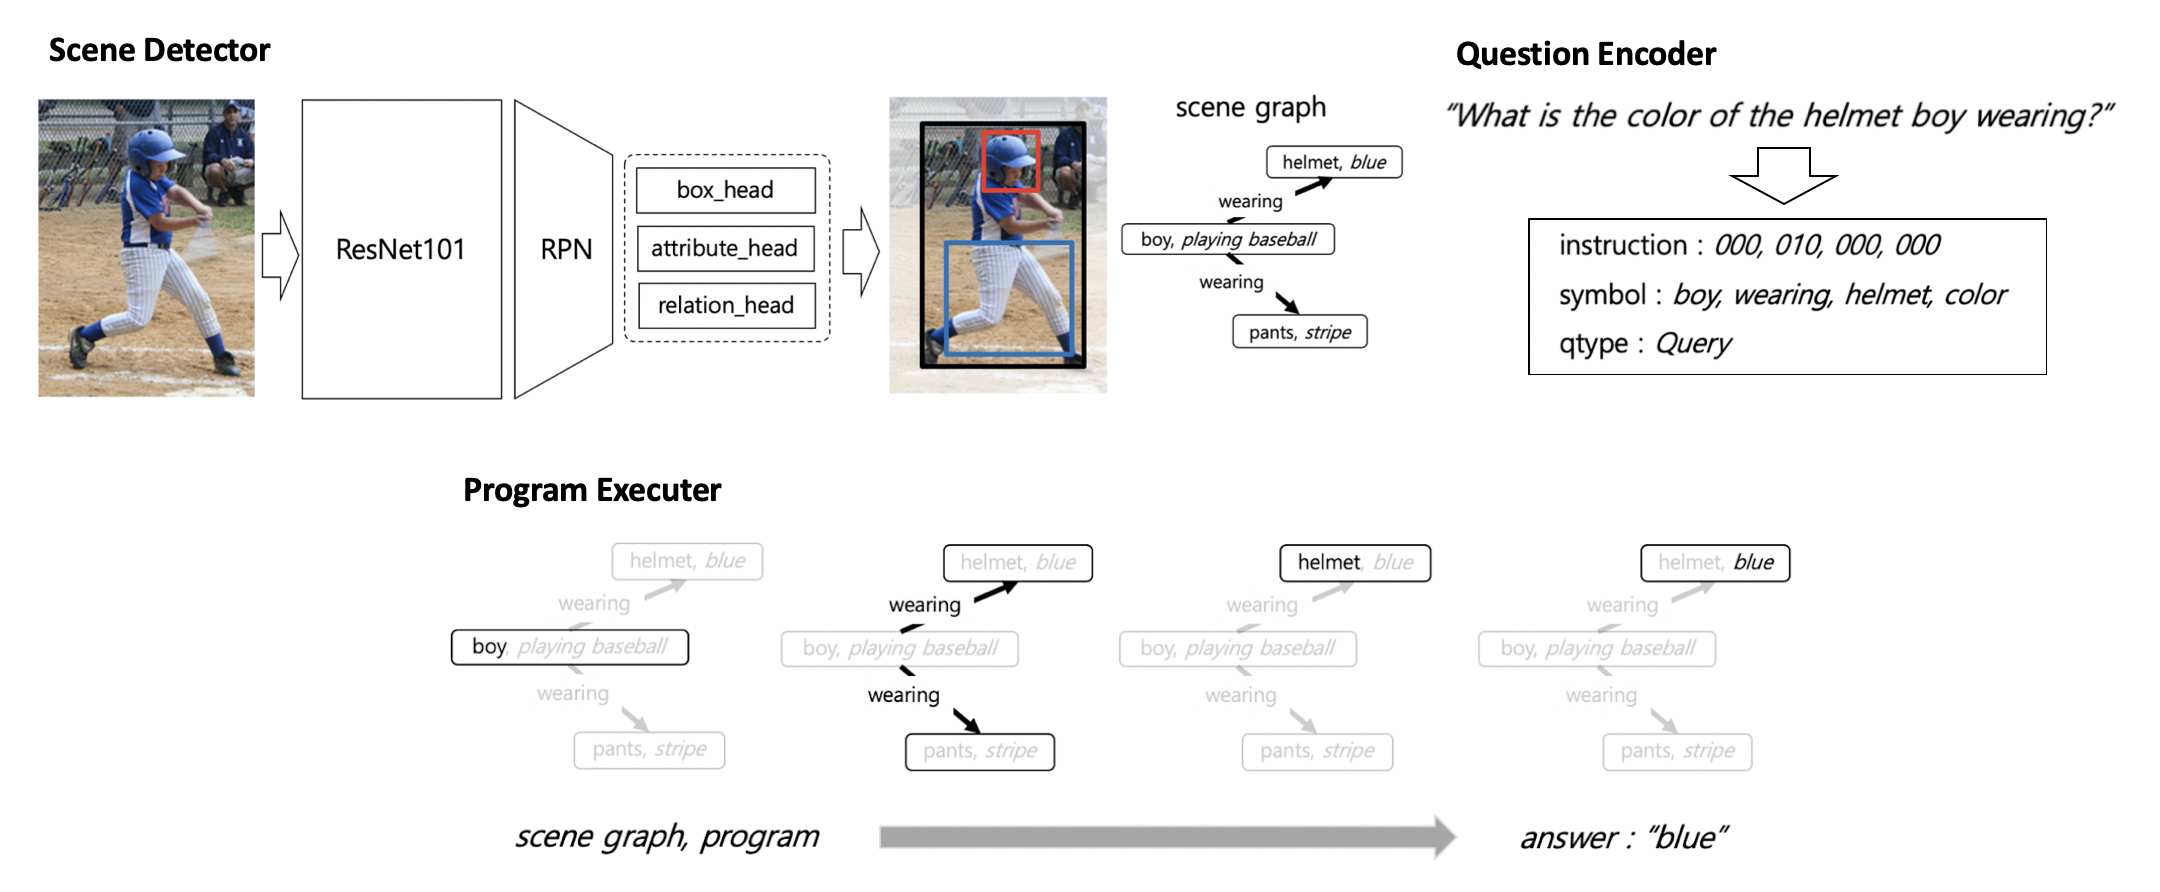 Scene Detector
ResNet101
RPN
box_head
attribute_head
relation_head
scene graph
helmet, blue
wearing
boy, playing baseball
wearing
pants, stripe
Question Encoder
“What is the color of the helmet boy wearing?”
instruction : 000, 010, 000, 000
symbol : boy, wearing, helmet, color
qtype : Query
Program Executer
helmet, blue
wearing
boy, playing baseball
wearing
pants, stripe
helmet, blue
wearing
boy, playing baseball
wearing
pants, stripe
helmet, blue
wearing
boy, playing baseball
wearing
pants, stripe
helmet, blue
wearing
boy, playing baseball
wearing
pants, stripe
scene graph, program
answer : “blue”